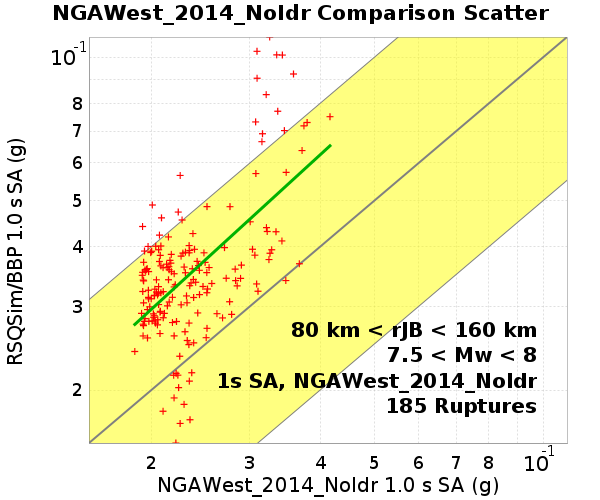 NGAWest_2014_NoIdr Comparison Scatter
10⁻¹
8
7
6
5
4
3
2
RSQSim/BBP 1.0 s SA (g)
80 km < rJB < 160 km
7.5 < Mw < 8
1s SA, NGAWest_2014_NoIdr
185 Ruptures
2 3 4 5 6 7 8 10⁻¹
NGAWest_2014_NoIdr 1.0 s SA (g)